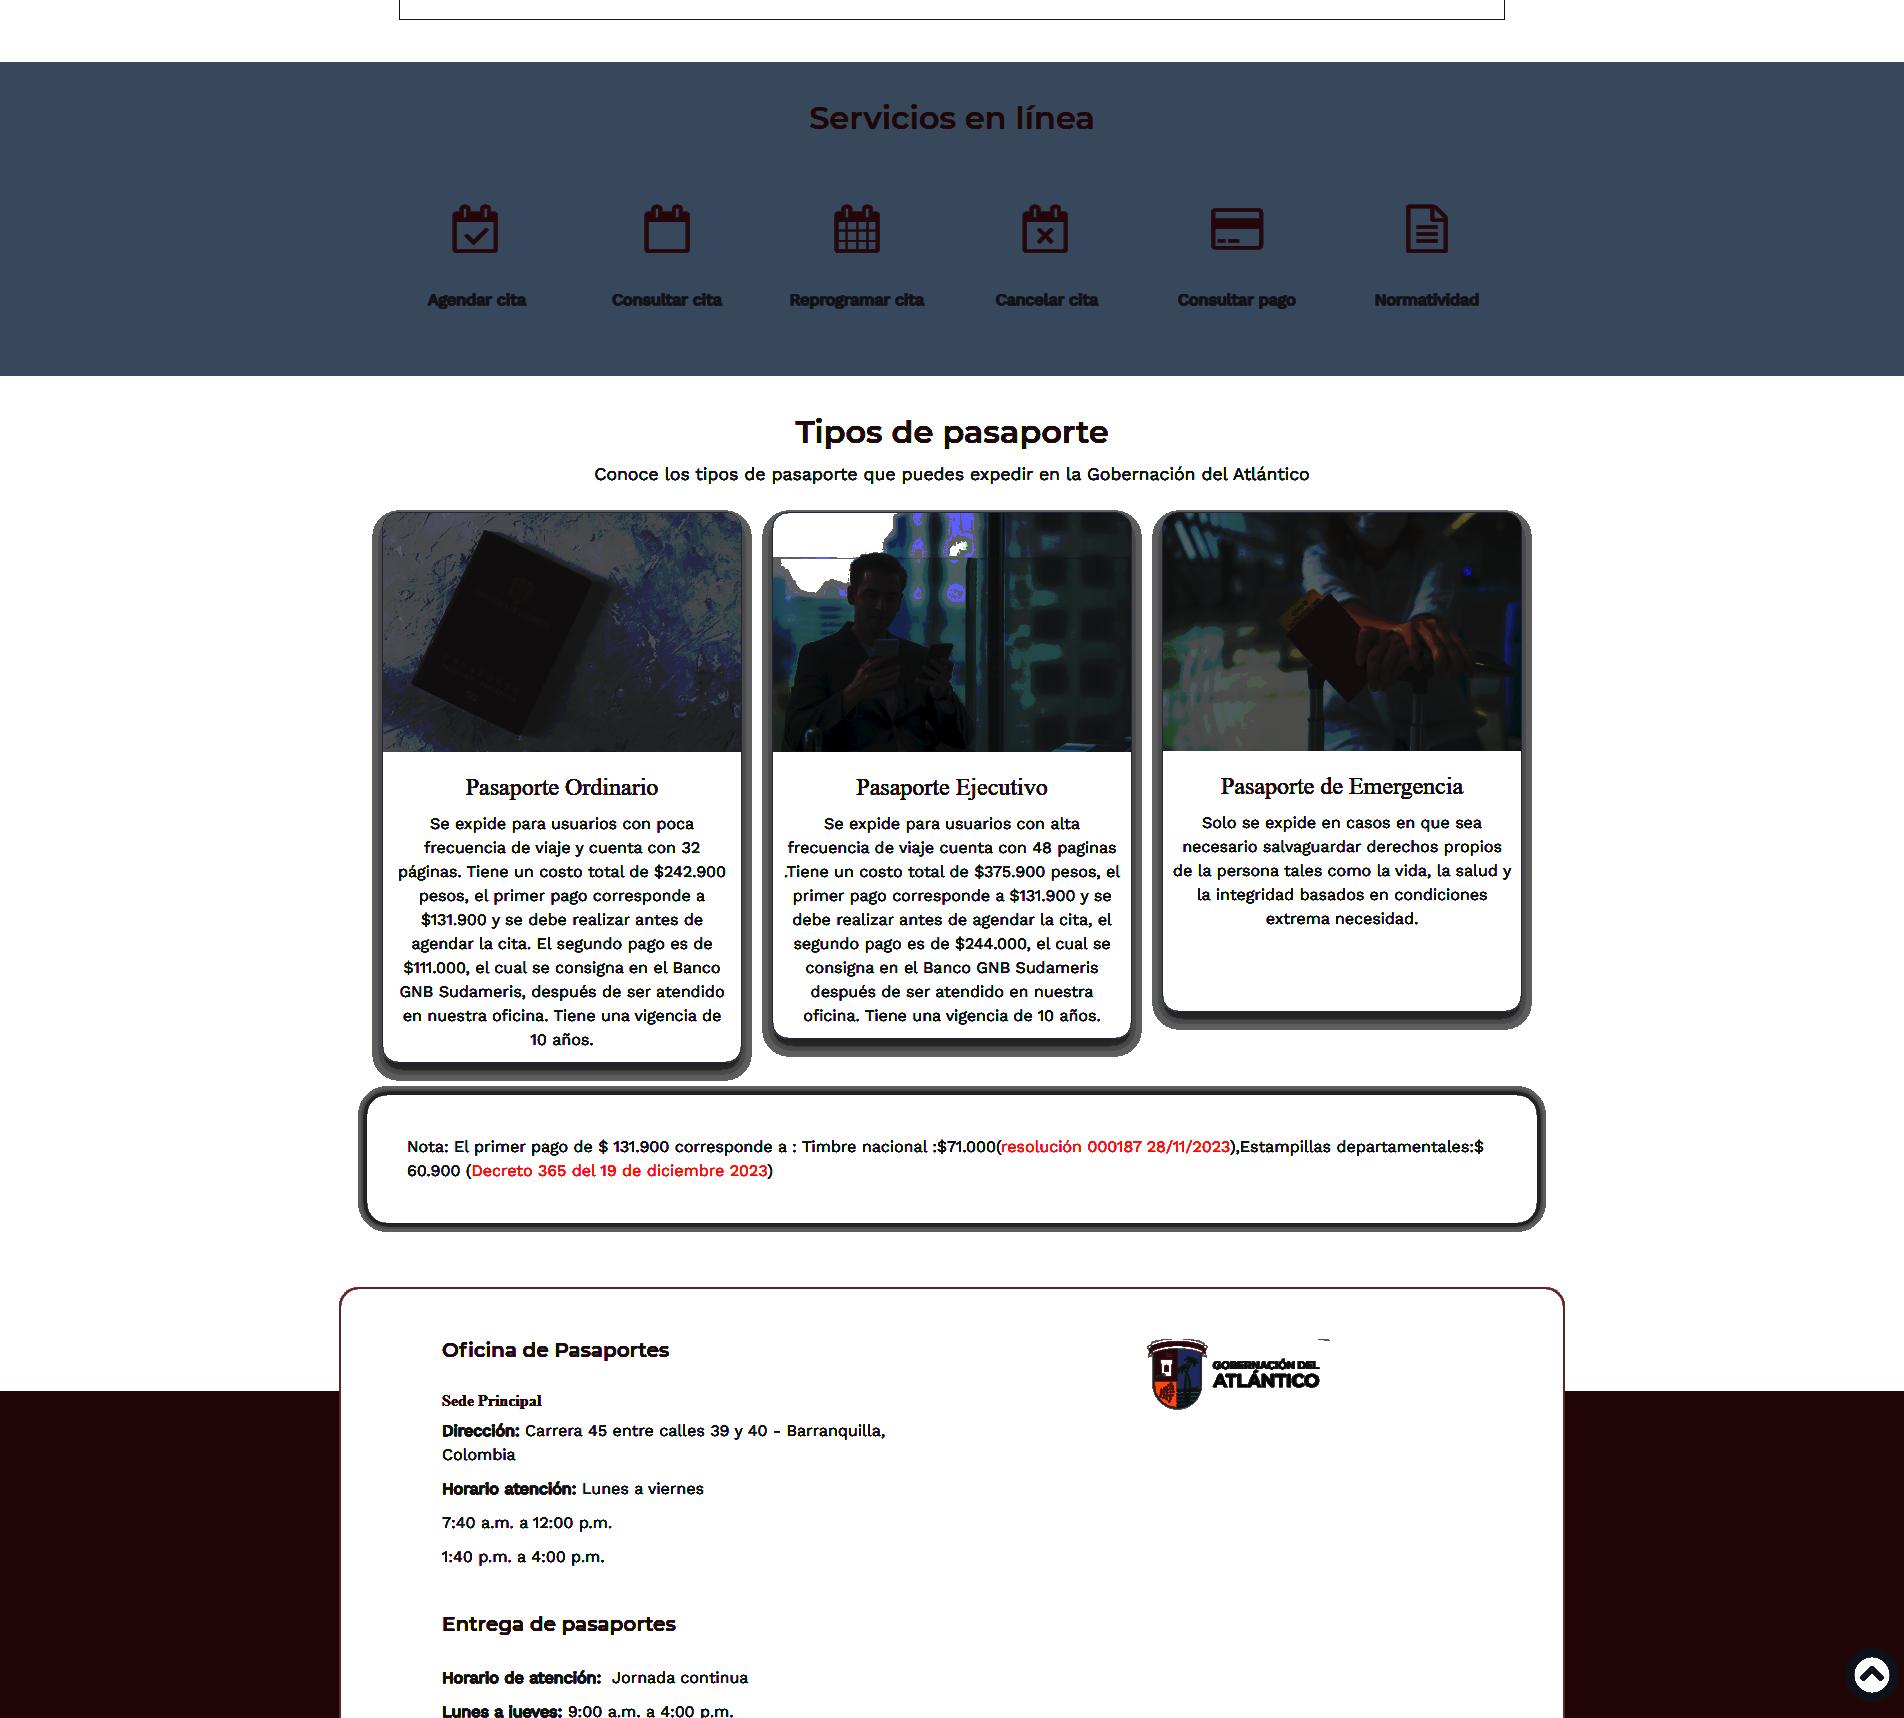 Servicios en línea
Agendar cita
Consultar cita
Reprogramar cita
Cancelar cita
Consultar pago
Normatividad
Tipos de pasaporte
Conoce los tipos de pasaporte que puedes expedir en la Gobernación del Atlántico
Pasaporte Ordinario
Se expide para usuarios con poca
frecuencia de viaje y cuenta con 32
páginas. Tiene un costo total de $242.900
pesos, el primer pago corresponde a
$131.900 y se debe realizar antes de
agendar la cita. El segundo pago es de
$111.000, el cual se consigna en el Banco
GNB Sudameris, después de ser atendido
en nuestra oficina. Tiene una vigencia de
10 años.
Pasaporte Ejecutivo
Se expide para usuarios con alta
frecuencia de viaje cuenta con 48 paginas
.Tiene un costo total de $375.900 pesos, el
primer pago corresponde a $131.900 y se
debe realizar antes de agendar la cita, el
segundo pago es de $244.000, el cual se
consigna en el Banco GNB Sudameris
después de ser atendido en nuestra
oficina. Tiene una vigencia de 10 años.
Pasaporte de Emergencia
Solo se expide en casos en que sea
necesario salvaguardar derechos propios
de la persona tales como la vida, la salud y
la integridad basados en condiciones
extrema necesidad.
Nota: El primer pago de $ 131.900 corresponde a : Timbre nacional :$71.000(resolución 000187 28/11/2023),Estampillas departamentales:$
60.900 (Decreto 365 del 19 de diciembre 2023)
Oficina de Pasaportes
Sede Principal
Dirección: Carrera 45 entre calles 39 y 40 - Barranquilla,
Colombia
Horario atención: Lunes a viernes
7:40 a.m. a 12:00 p.m.
1:40 p.m. a 4:00 p.m.
Entrega de pasaportes
Horario de atención: Jornada continua
Lunes a jueves: 9:00 a.m. a 4:00 p.m.
GOBERNACIÓN DEL
ATLÁNTICO